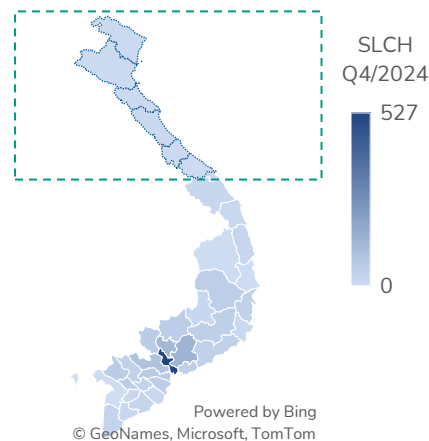 SLCH
Q4/2024
527
0
Powered by Bing
© GeoNames, Microsoft, TomTom